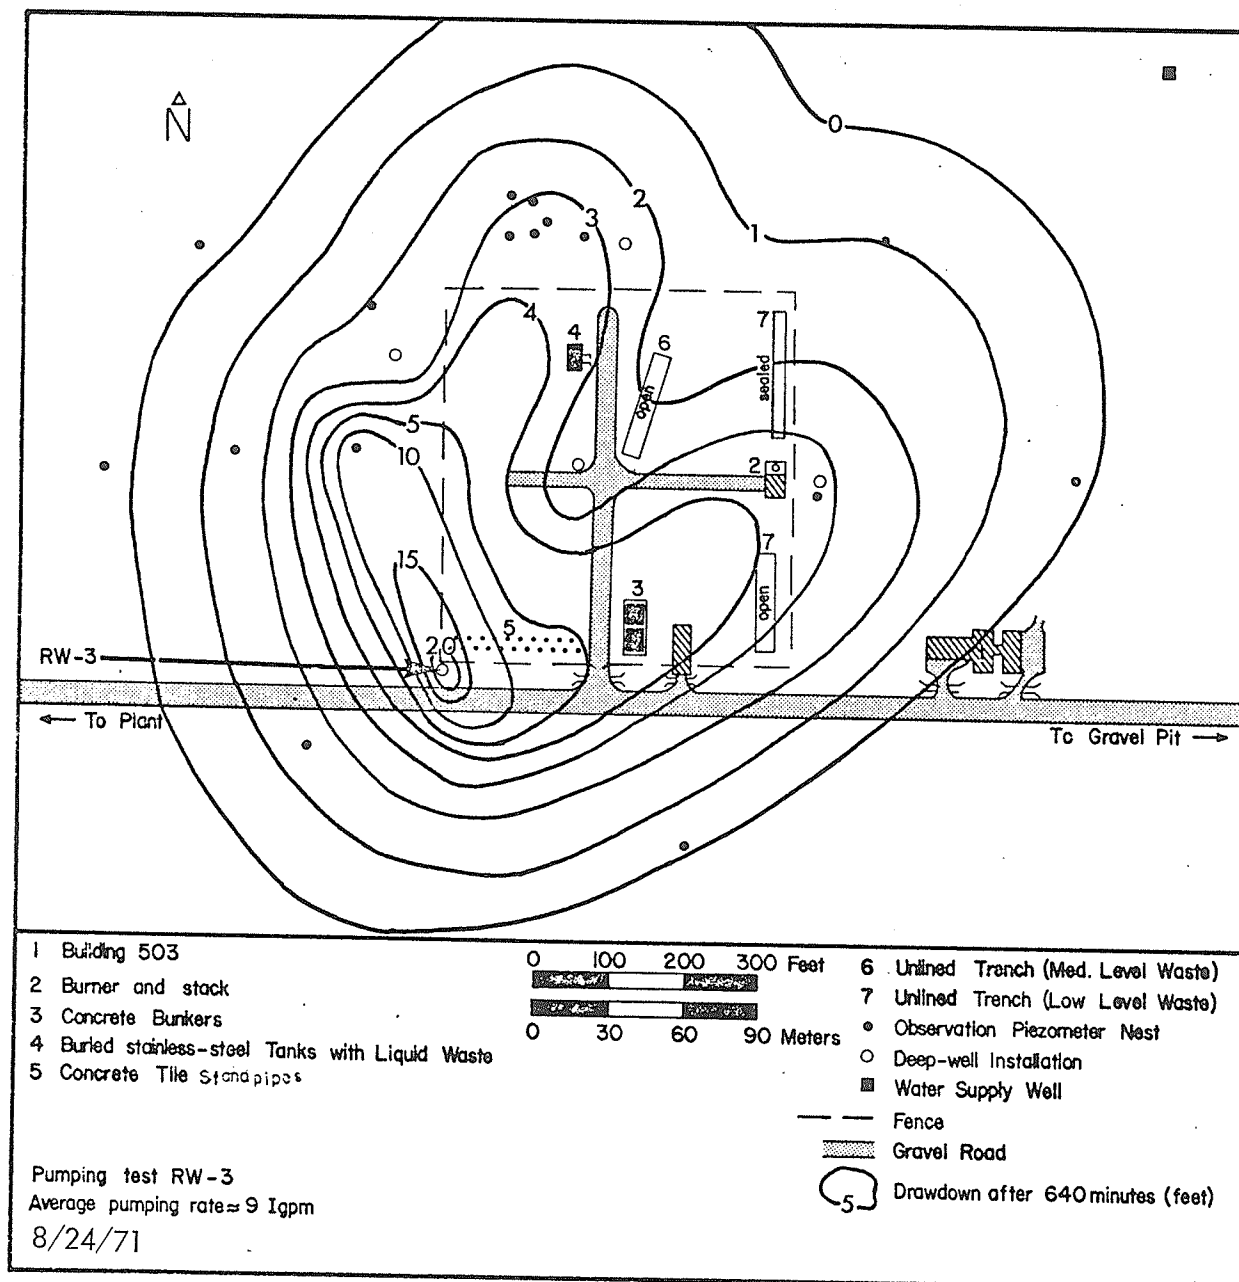 N
0
1
2
3
4
4
7
6
sealed
open
5
10
2
15
7
3
open
5
20
RW-3
← To Plant
To Gravel Pit →
1 Building 503
2 Burner and stack
3 Concrete Bunkers
4 Buried stainless-steel Tanks with Liquid Waste
5 Concrete Tile Standpipes
0 100 200 300 Feet
0 30 60 90 Meters
6 Unlined Trench (Med. Level Waste)
7 Unlined Trench (Low Level Waste)
Observation Piezometer Nest
Deep-well Installation
Water Supply Well
Fence
Gravel Road
5 Drawdown after 640 minutes (feet)
Pumping test RW-3
Average pumping rate ≈ 9 Igpm
8/24/71